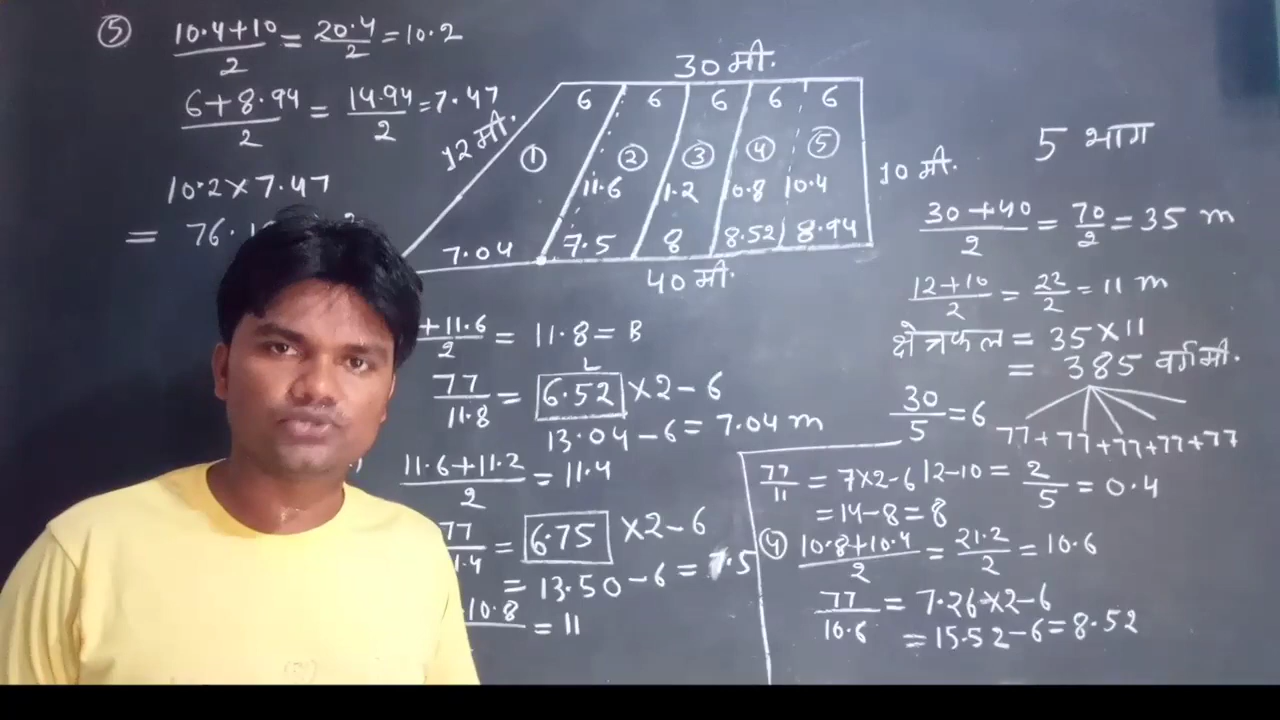 ⑤ 10.4+10/2 = 20.4/2 = 10.2
6+8.94/2 = 14.94/2 = 7.47
10.2×7.47
= 76.1
30 मी.
12 मी.
6 6 6 6 6
① ② ③ ④ ⑤
11.6 1.2 10.8 10.4
10 मी.
7.04 7.5 8 8.52 8.94
40 मी.
+11.6/2 = 11.8 = B
L
77/11.8 = 6.52 ×2-6
13.04-6 = 7.04 m
11.6+11.2/2 = 11.4
77/1.4 = 6.75 ×2-6
= 13.50-6 = 7.5
10.8/ = 11
5 भाग
30+40/2 = 70/2 = 35 m
12+10/2 = 22/2 = 11 m
क्षेत्रफल = 35×11
= 385 वर्ग मी.
30/5 = 6
77+77+77+77+77
77/11 = 7×2-6 12-10 = 2/5 = 0.4
= 14-8 = 8
④ 10.8+10.4/2 = 21.2/2 = 10.6
77/10.6 = 7.26×2-6
= 15.52-6 = 8.52